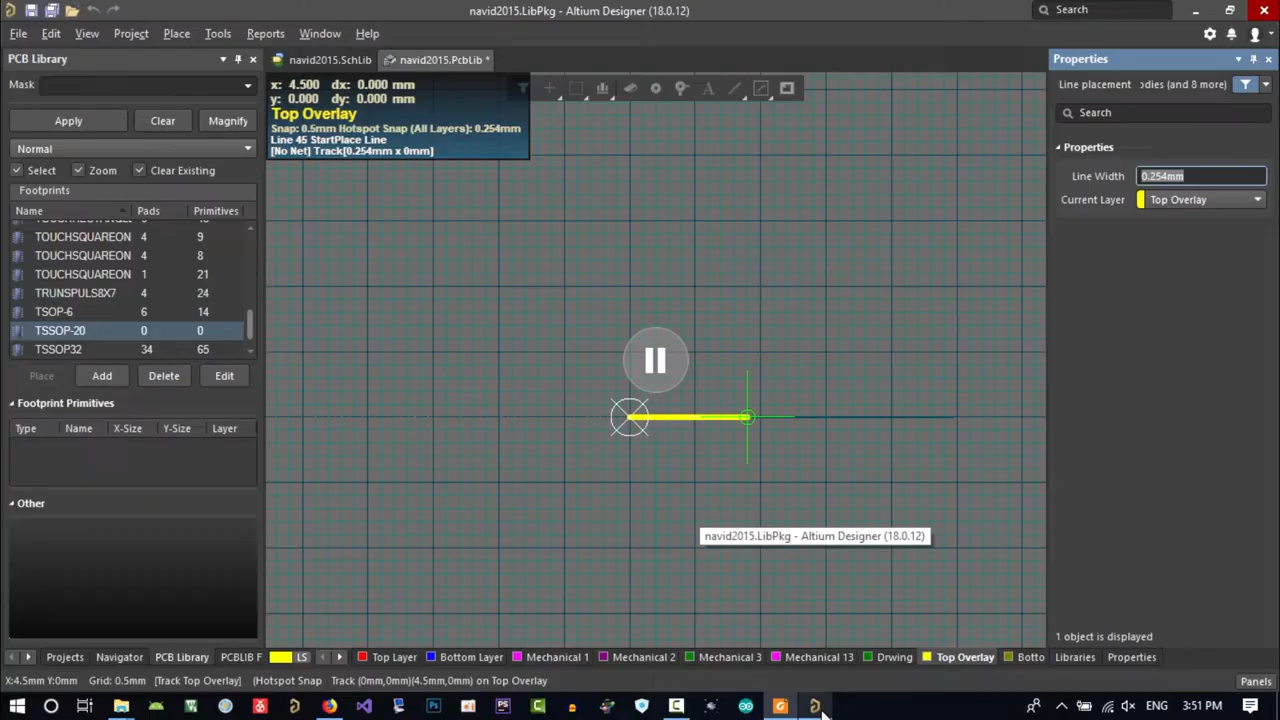 navid2015.LibPkg - Altium Designer (18.0.12)
Search
File Edit View Project Place Tools Reports Window Help
PCB Library
navid2015.SchLib
navid2015.PcbLib *
Properties
Mask
x: 4.500 dx: 0.000 mm
y: 0.000 dy: 0.000 mm
Top Overlay
Snap: 0.5mm Hotspot Snap (All Layers): 0.254mm
Line 45 StartPlace Line
[No Net] Track[0.254mm x 0mm]
Line placement odies (and 8 more)
Search
Apply Clear Magnify
Normal
Select Zoom Clear Existing
Properties
Line Width 0.254mm
Current Layer Top Overlay
Footprints
Name Pads Primitives
TOUCHSQUAREON 4 9
TOUCHSQUAREON 4 8
TOUCHSQUAREON 1 21
TRUNSPULS8X7 4 24
TSOP-6 6 14
TSSOP-20 0 0
TSSOP32 34 65
Place Add Delete Edit
Footprint Primitives
Type Name X-Size Y-Size Layer
Other
navid2015.LibPkg - Altium Designer (18.0.12)
1 object is displayed
Projects Navigator PCB Library PCBLIB F LS Top Layer Bottom Layer Mechanical 1 Mechanical 2 Mechanical 3 Mechanical 13 Drwing Top Overlay Botto Libraries Properties
X:4.5mm Y:0mm Grid: 0.5mm [Track Top Overlay] (Hotspot Snap Track (0mm,0mm)(4.5mm,0mm) on Top Overlay
Panels
ENG 3:51 PM